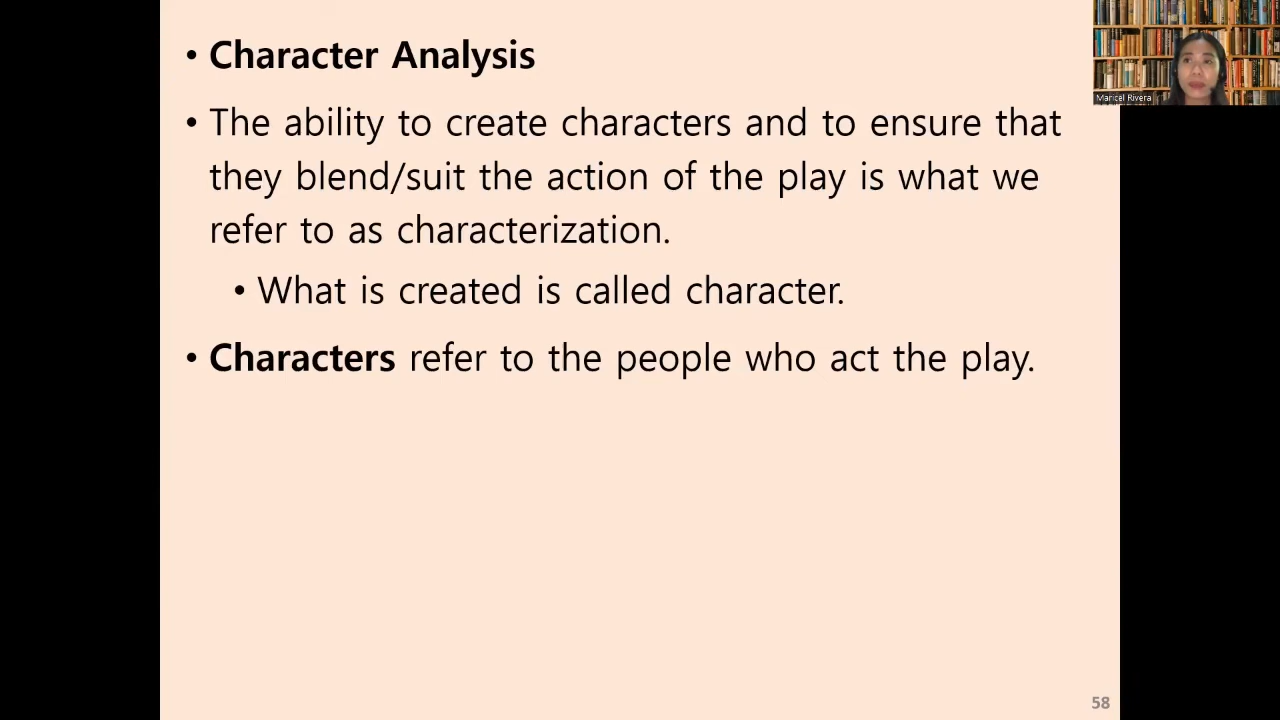 • Character Analysis
• The ability to create characters and to ensure that
they blend/suit the action of the play is what we
refer to as characterization.
• What is created is called character.
• Characters refer to the people who act the play.
Maricel Rivera
58